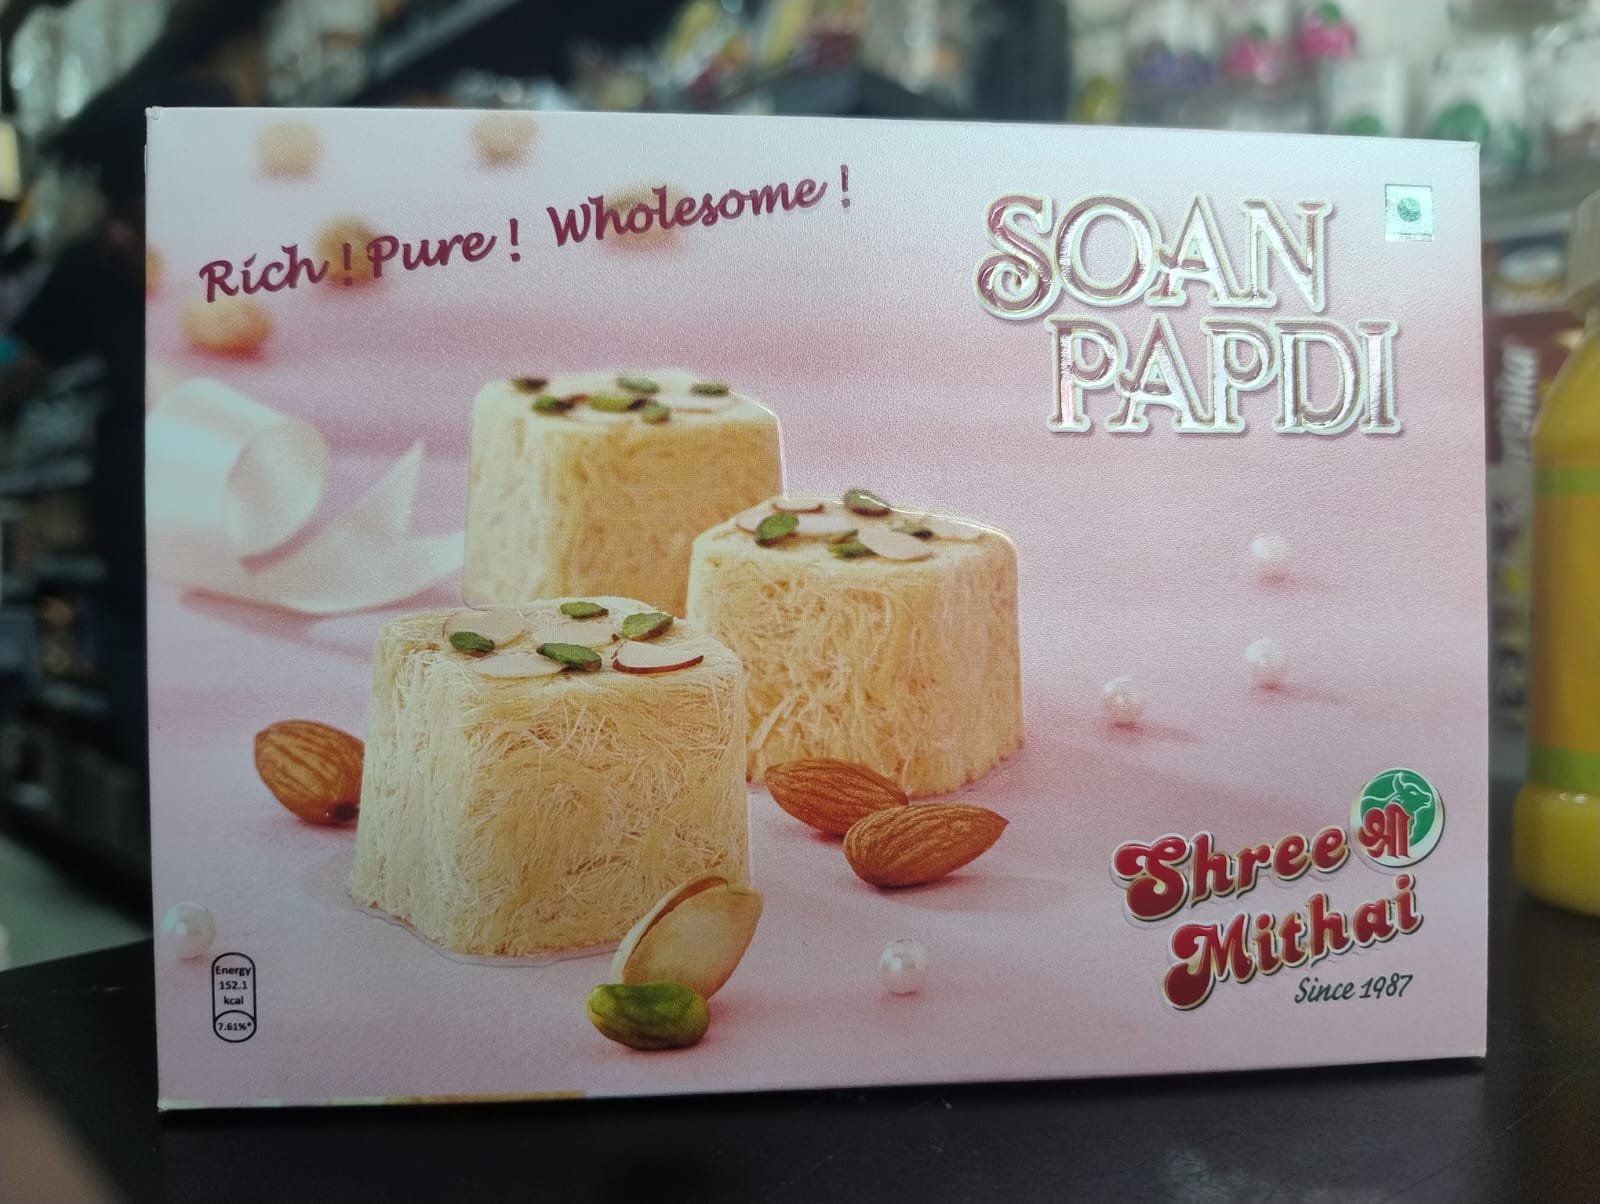 Rich ! Pure ! Wholesome !
SOAN
PAPDI
Shree श्री
Mithai
Since 1987
Energy
152.1
kcal
7.61%*